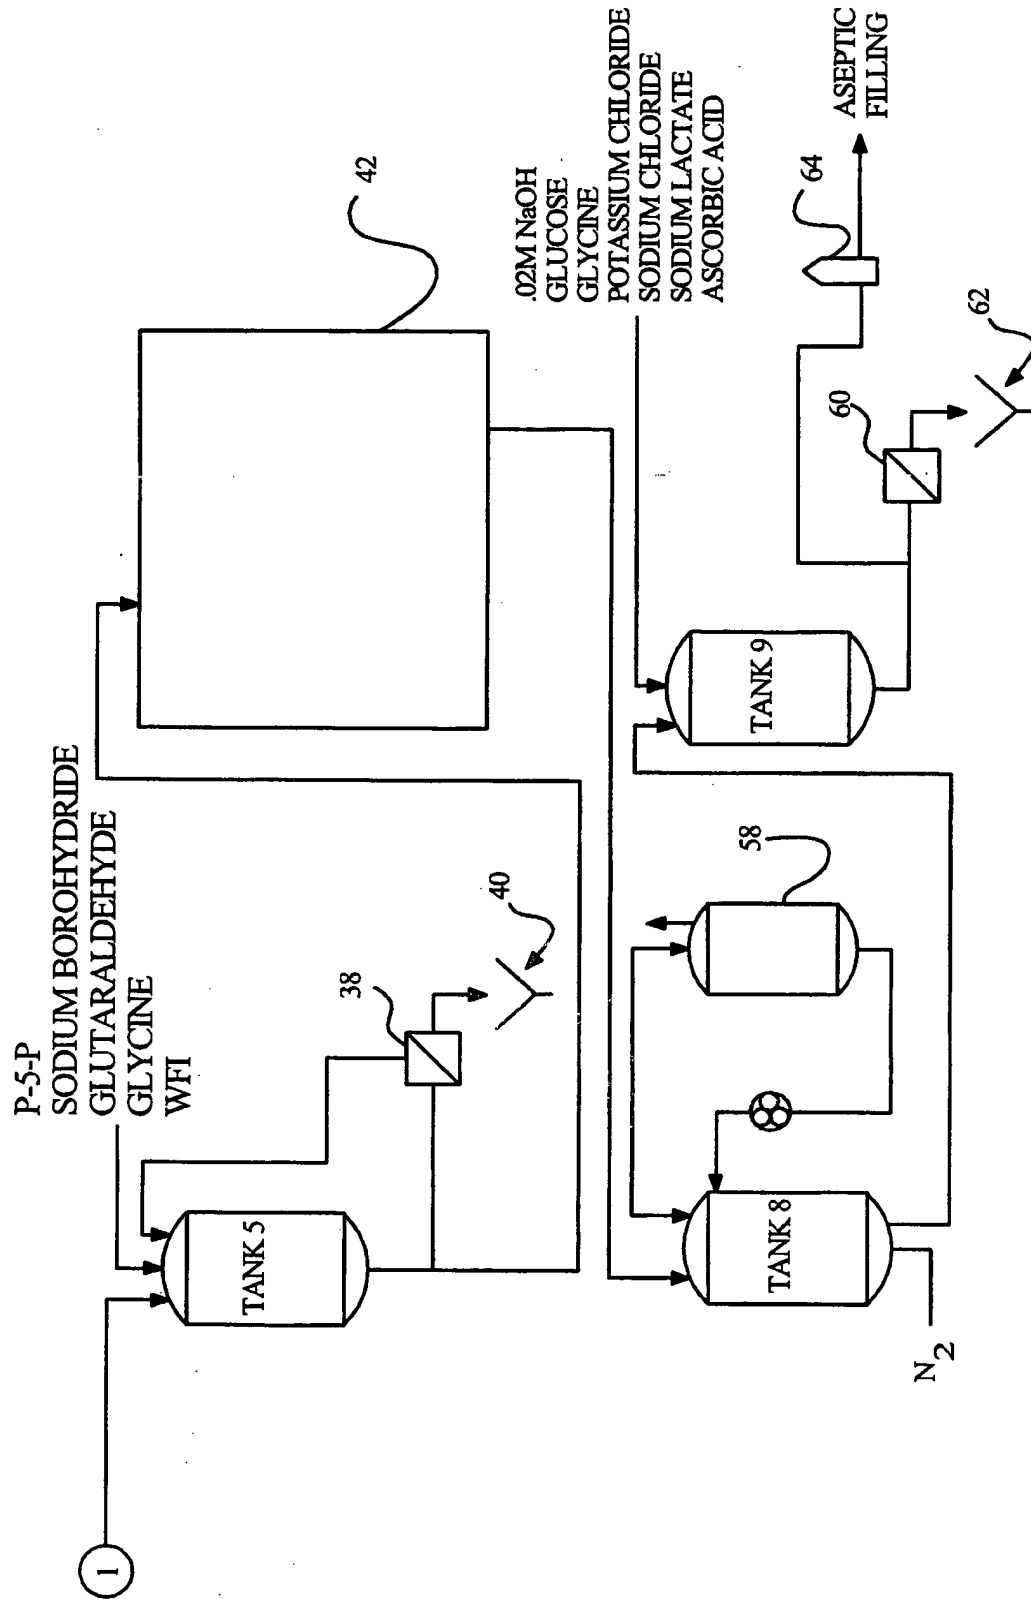 1
P-5-P
SODIUM BOROHYDRIDE
GLUTARALDEHYDE
GLYCINE
WFI
TANK 5
38
40
42
N2
TANK 8
58
TANK 9
.02M NaOH
GLUCOSE
GLYCINE
POTASSIUM CHLORIDE
SODIUM CHLORIDE
SODIUM LACTATE
ASCORBIC ACID
60
62
64
ASEPTIC
FILLING